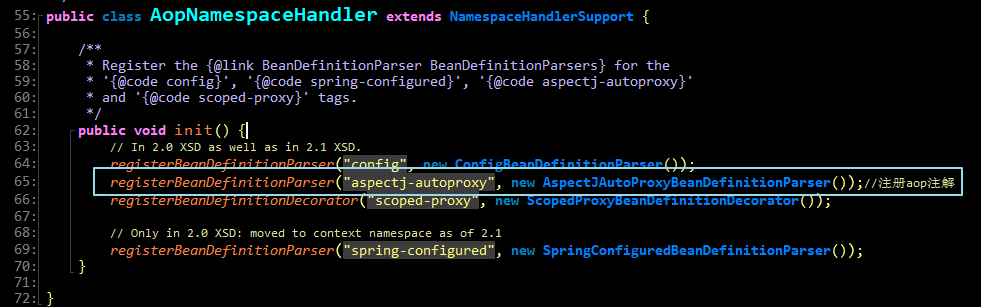 55: public class AopNamespaceHandler extends NamespaceHandlerSupport {
56:
57: /**
58: * Register the {@link BeanDefinitionParser BeanDefinitionParsers} for the
59: * '{@code config}', '{@code spring-configured}', '{@code aspectj-autoproxy}'
60: * and '{@code scoped-proxy}' tags.
61: */
62: public void init() {
63: // In 2.0 XSD as well as in 2.1 XSD.
64: registerBeanDefinitionParser("config", new ConfigBeanDefinitionParser());
65: registerBeanDefinitionParser("aspectj-autoproxy", new AspectJAutoProxyBeanDefinitionParser());//注册aop注解
66: registerBeanDefinitionDecorator("scoped-proxy", new ScopedProxyBeanDefinitionDecorator());
67:
68: // Only in 2.0 XSD: moved to context namespace as of 2.1
69: registerBeanDefinitionParser("spring-configured", new SpringConfiguredBeanDefinitionParser());
70: }
71:
72: }